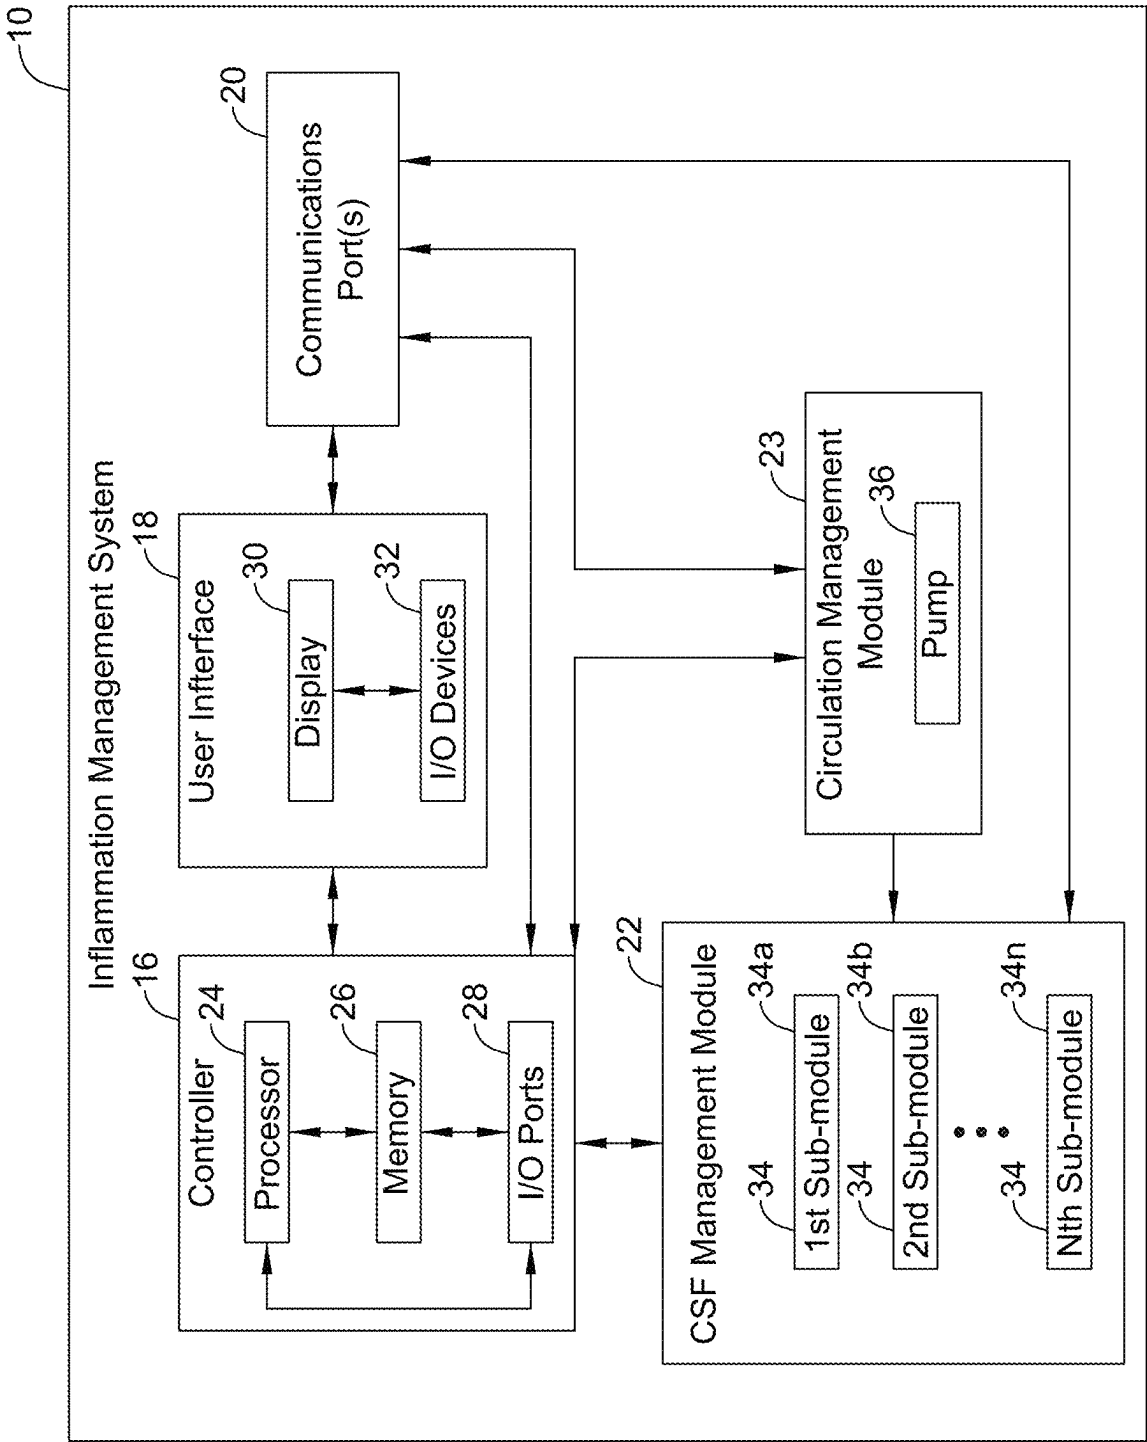 10
Inflammation Management System
16
Controller
24
Processor
26
Memory
28
I/O Ports
18
User Infterface
30
Display
32
I/O Devices
20
Communications
Port(s)
22
CSF Management Module
34
34a
1st Sub-module
34
34b
2nd Sub-module
34
34n
Nth Sub-module
23
Circulation Management
Module
36
Pump